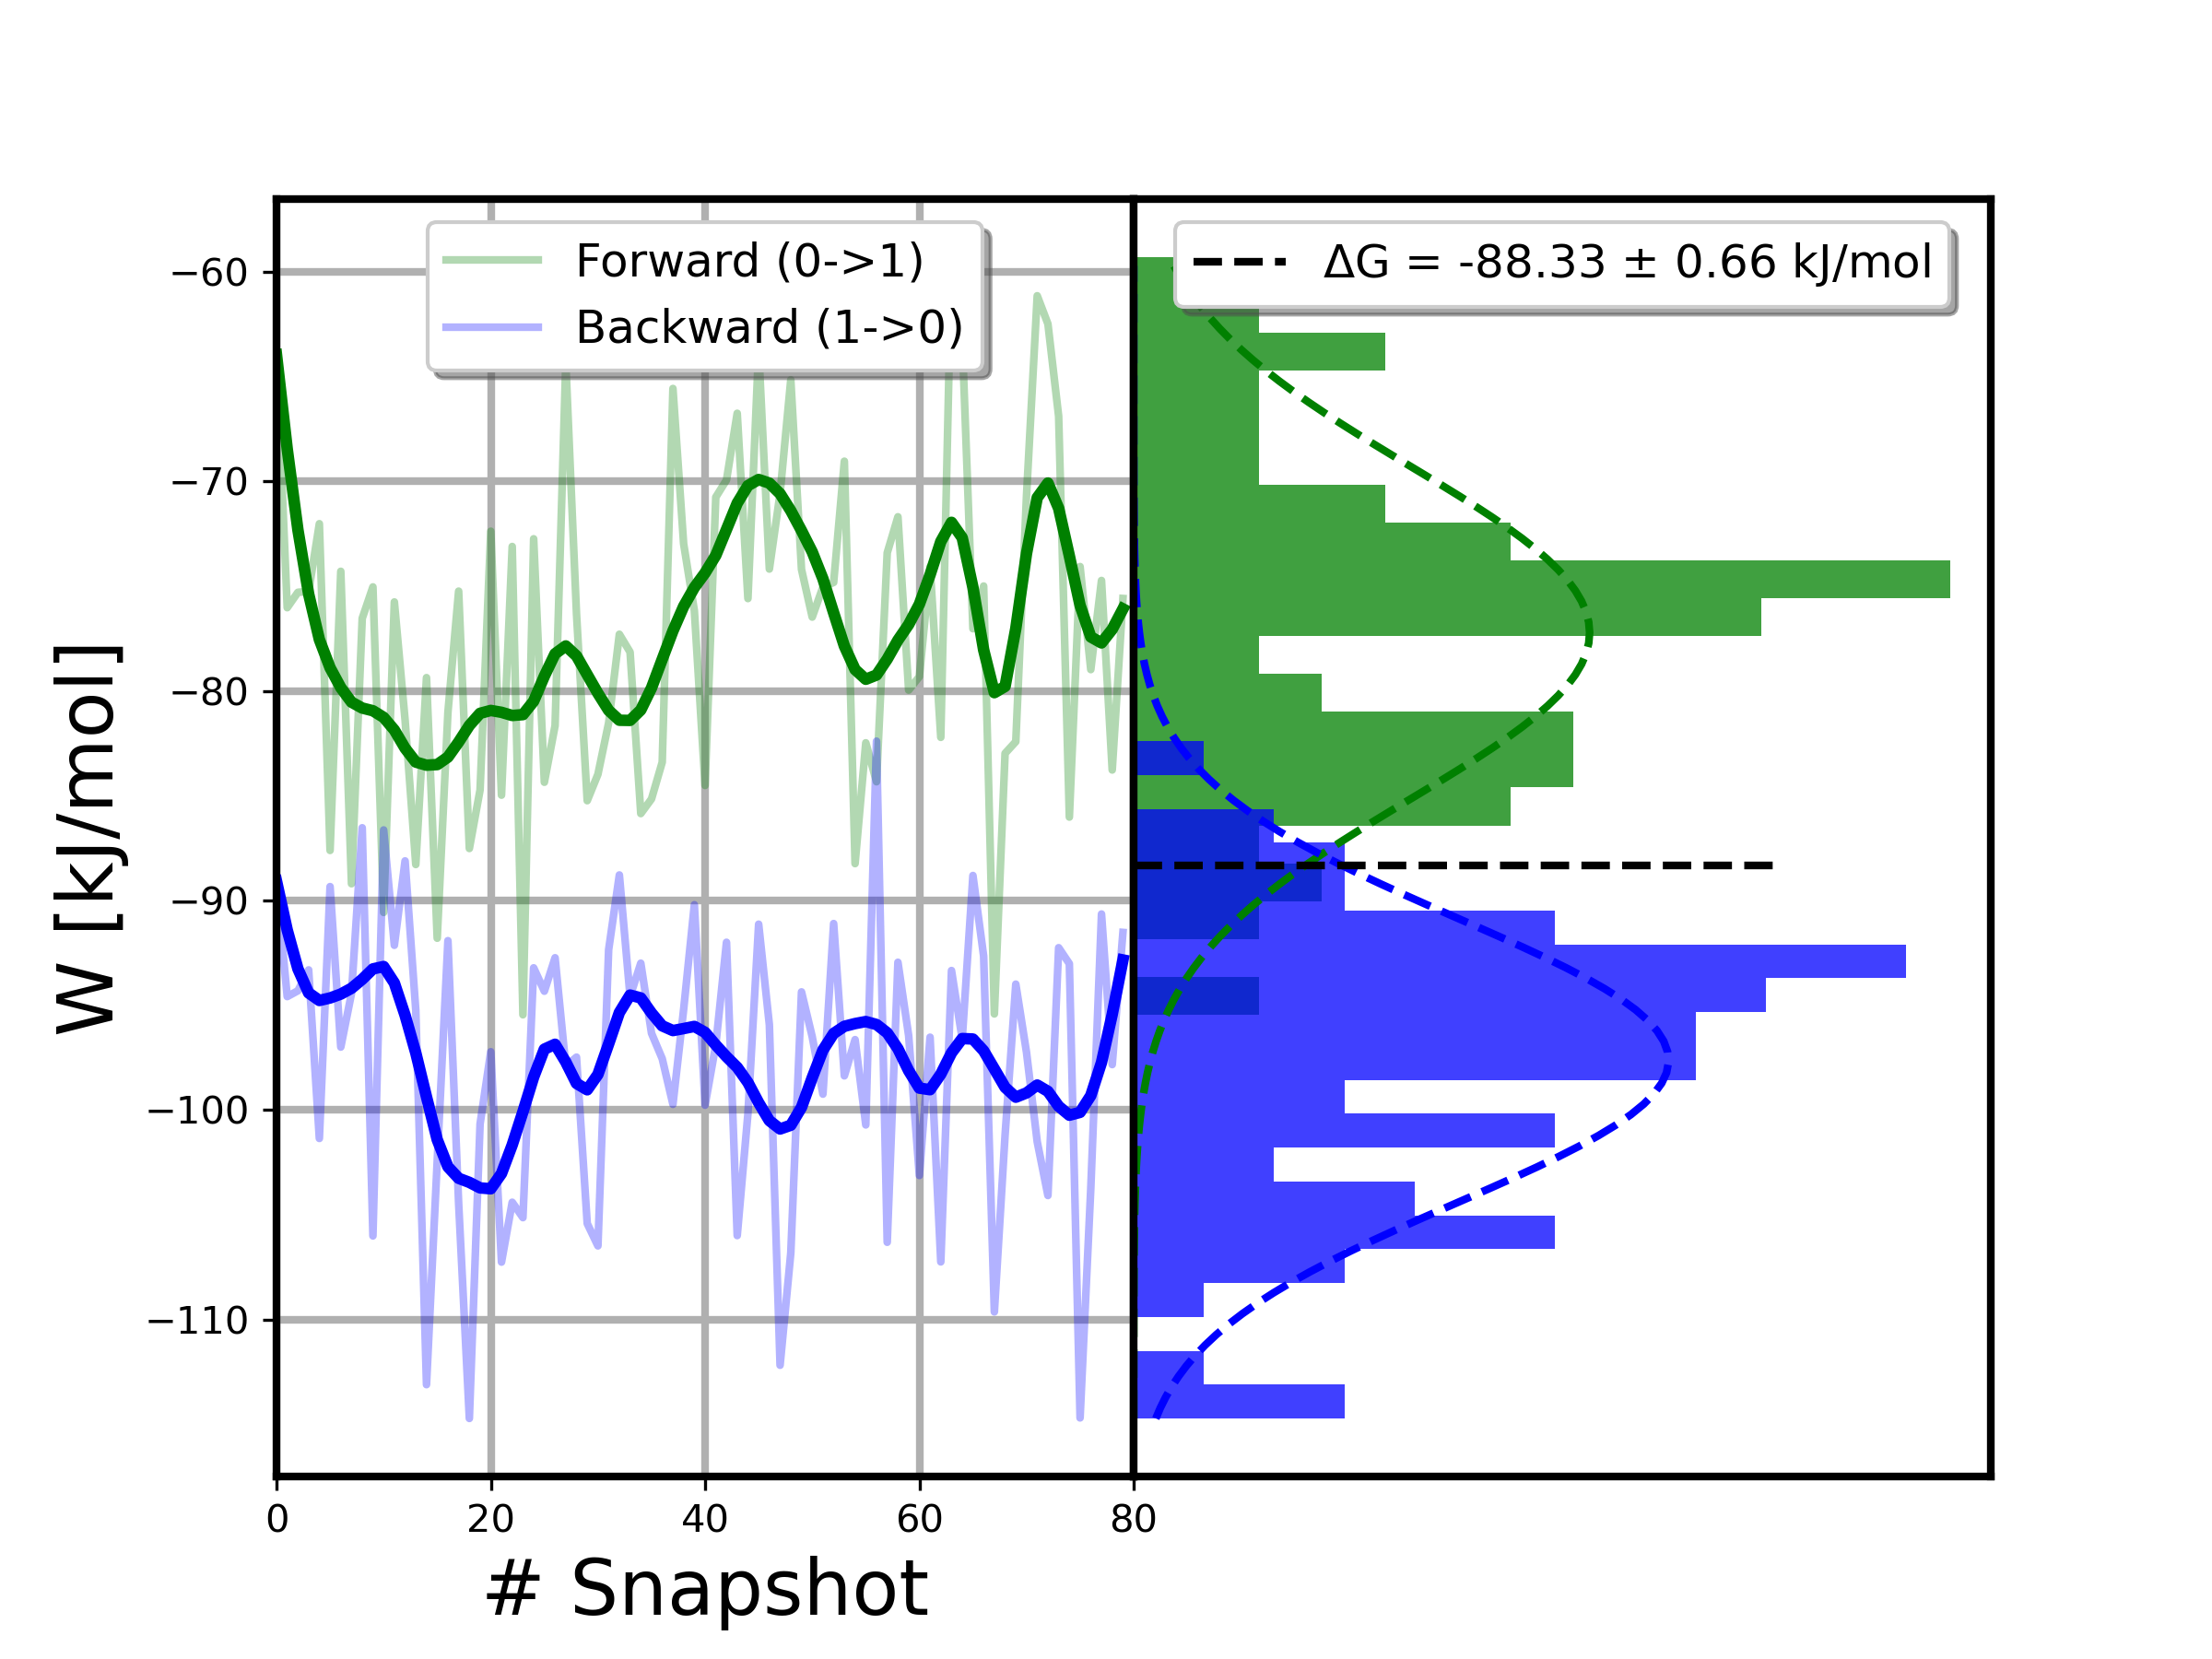 Forward (0->1)
Backward (1->0)
ΔG = -88.33 ± 0.66 kJ/mol
W [kJ/mol]
−60
−70
−80
−90
−100
−110
0
20
40
60
80
# Snapshot